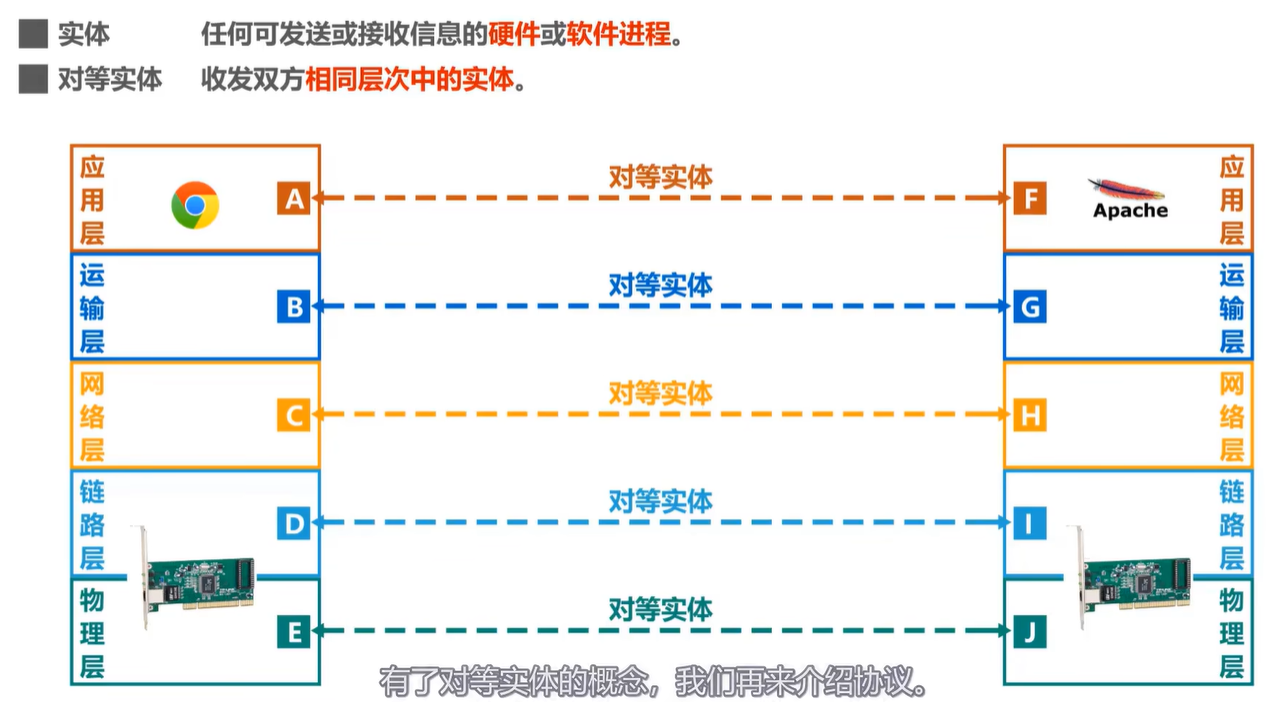 实体 任何可发送或接收信息的硬件或软件进程。
对等实体 收发双方相同层次中的实体。
应用层 A 对等实体 F Apache 应用层
运输层 B 对等实体 G 运输层
网络层 C 对等实体 H 网络层
链路层 D 对等实体 I 链路层
物理层 E 对等实体 J 物理层
有了对等实体的概念，我们再来介绍协议。